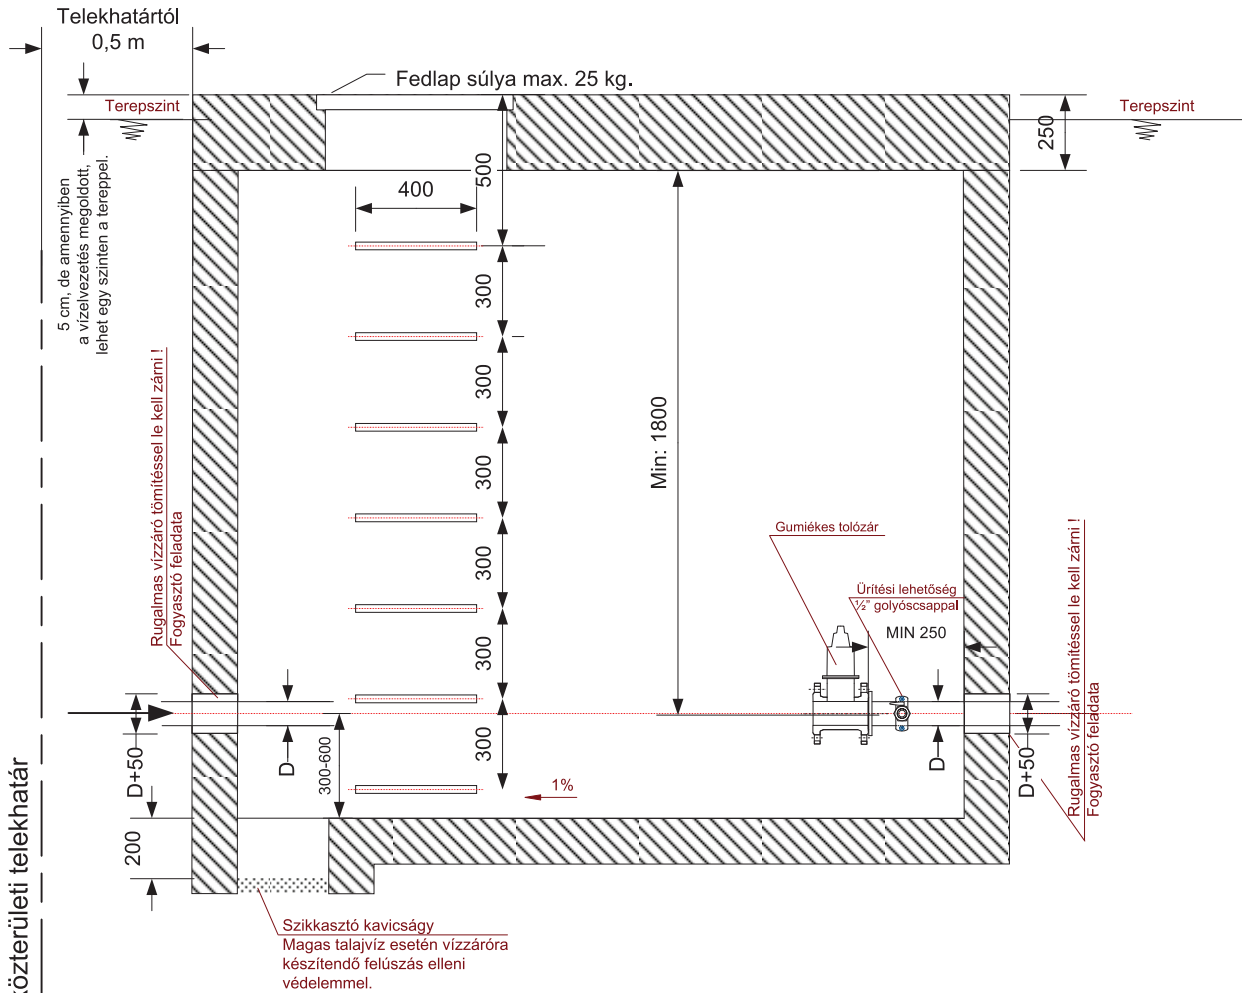 Telekhatártól
0,5 m
Fedlap súlya max. 25 kg.
Terepszint
Terepszint
250
5 cm, de amennyiben
a vízelvezetés megoldott,
lehet egy szinten a tereppel.
400
500
300
300
300
300
300
300
Min: 1800
Rugalmas vízzáró tömítéssel le kell zárni !
Fogyasztó feladata
Gumiékes tolózár
Ürítési lehetőség
½" golyóscsappal
MIN 250
Rugalmas vízzáró tömítéssel le kell zárni !
Fogyasztó feladata
D+50
D
300-600
D
D+50
1%
200
közterületi telekhatár
Szikkasztó kavicságy
Magas talajvíz esetén vízzáróra
készítendő felúszás elleni
védelemmel.